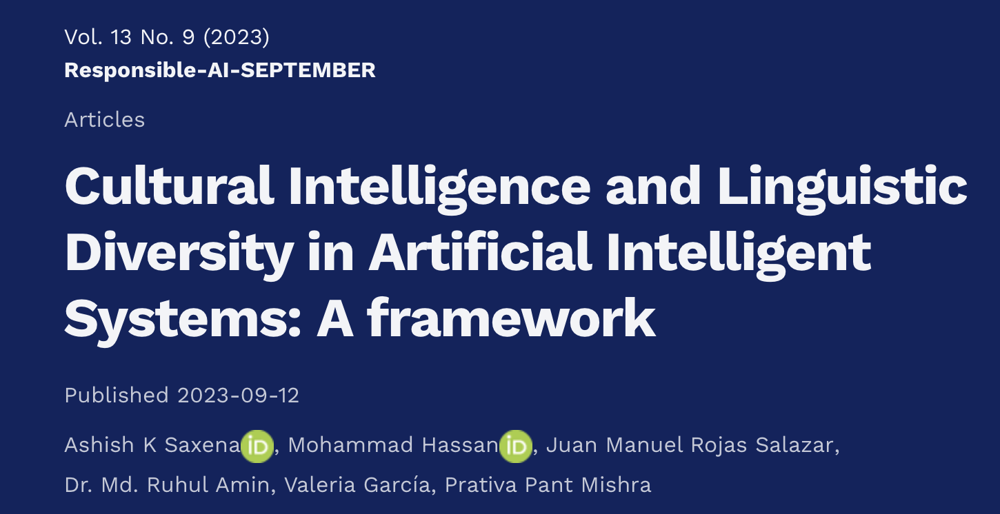 Vol. 13 No. 9 (2023)
Responsible-AI-SEPTEMBER
Articles
Cultural Intelligence and Linguistic
Diversity in Artificial Intelligent
Systems: A framework
Published 2023-09-12
Ashish K Saxena iD, Mohammad Hassan iD, Juan Manuel Rojas Salazar,
Dr. Md. Ruhul Amin, Valeria García, Prativa Pant Mishra